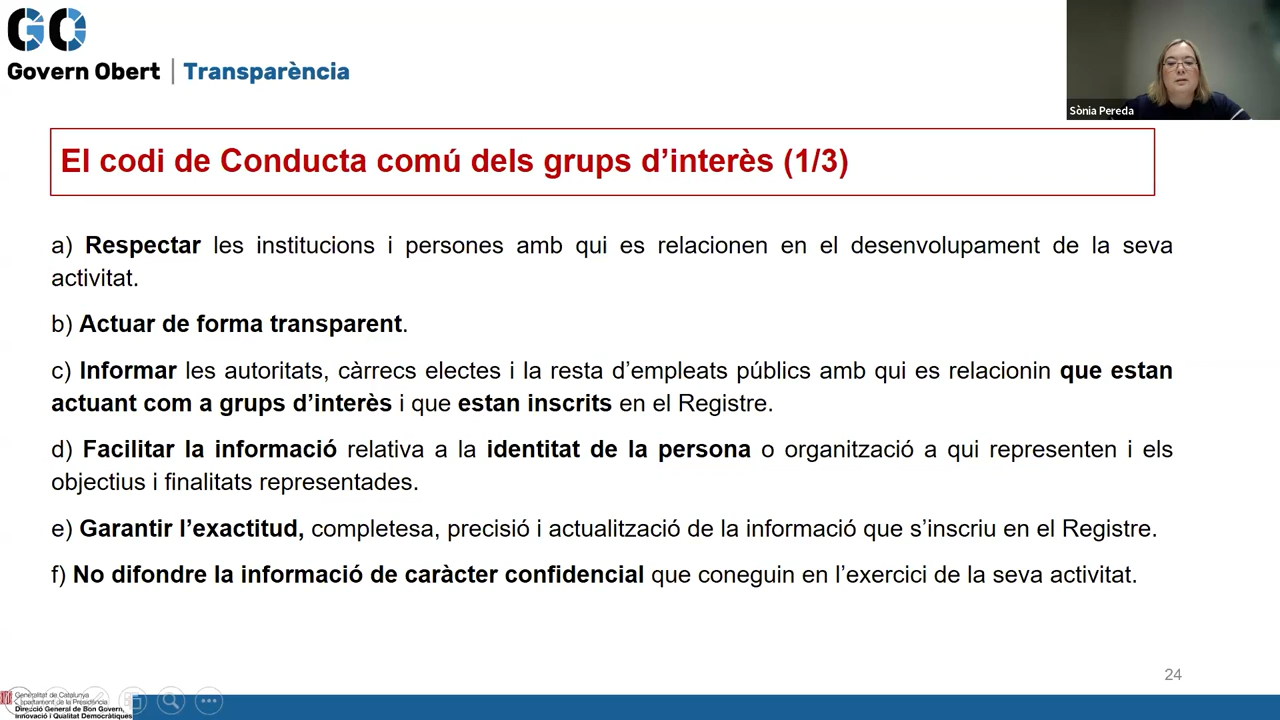 GO
Govern Obert | Transparència
Sònia Pereda
El codi de Conducta comú dels grups d’interès (1/3)
a) Respectar les institucions i persones amb qui es relacionen en el desenvolupament de la seva
activitat.
b) Actuar de forma transparent.
c) Informar les autoritats, càrrecs electes i la resta d’empleats públics amb qui es relacionin que estan
actuant com a grups d’interès i que estan inscrits en el Registre.
d) Facilitar la informació relativa a la identitat de la persona o organització a qui representen i els
objectius i finalitats representades.
e) Garantir l’exactitud, completesa, precisió i actualització de la informació que s’inscriu en el Registre.
f) No difondre la informació de caràcter confidencial que coneguin en l’exercici de la seva activitat.
24
Generalitat de Catalunya
Departament de la Presidència
Direcció General de Bon Govern,
Innovació i Qualitat Democràtiques